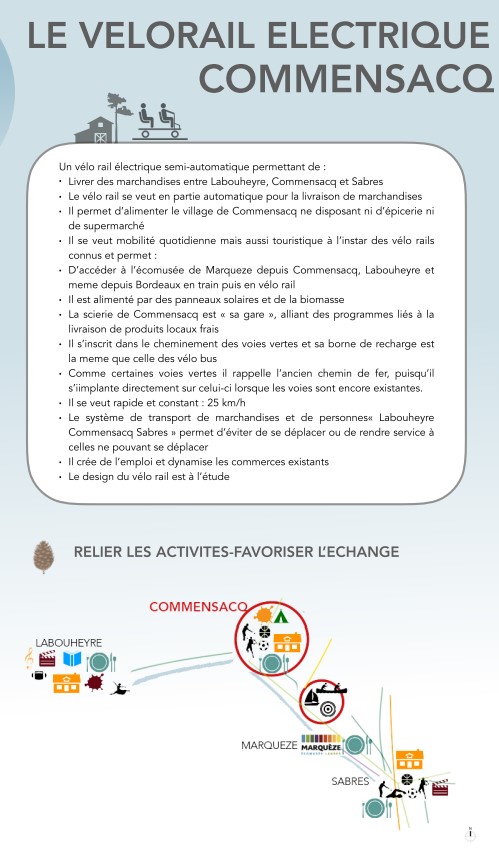 LE VELORAIL ELECTRIQUE
COMMENSACQ
Un vélo rail électrique semi-automatique permettant de :
• Livrer des marchandises entre Labouheyre, Commensacq et Sabres
• Le vélo rail se veut en partie automatique pour la livraison de marchandises
• Il permet d’alimenter le village de Commensacq ne disposant ni d’épicerie ni
de supermarché
• Il se veut mobilité quotidienne mais aussi touristique à l’instar des vélo rails
connus et permet :
• D’accéder à l’écomusée de Marqueze depuis Commensacq, Labouheyre et
meme depuis Bordeaux en train puis en vélo rail
• Il est alimenté par des panneaux solaires et de la biomasse
• La scierie de Commensacq est « sa gare », alliant des programmes liés à la
livraison de produits locaux frais
• Il s’inscrit dans le cheminement des voies vertes et sa borne de recharge est
la meme que celle des vélo bus
• Comme certaines voies vertes il rappelle l’ancien chemin de fer, puisqu’il
s’iimplante directement sur celui-ci lorsque les voies sont encore existantes.
• Il se veut rapide et constant : 25 km/h
• Le système de transport de marchandises et de personnes« Labouheyre
Commensacq Sabres » permet d’éviter de se déplacer ou de rendre service à
celles ne pouvant se déplacer
• Il crée de l’emploi et dynamise les commerces existants
• Le design du vélo rail est à l’étude
RELIER LES ACTIVITES-FAVORISER L’ECHANGE
COMMENSACQ
LABOUHEYRE
MARQUEZE
MARQUÈZE
SABRES